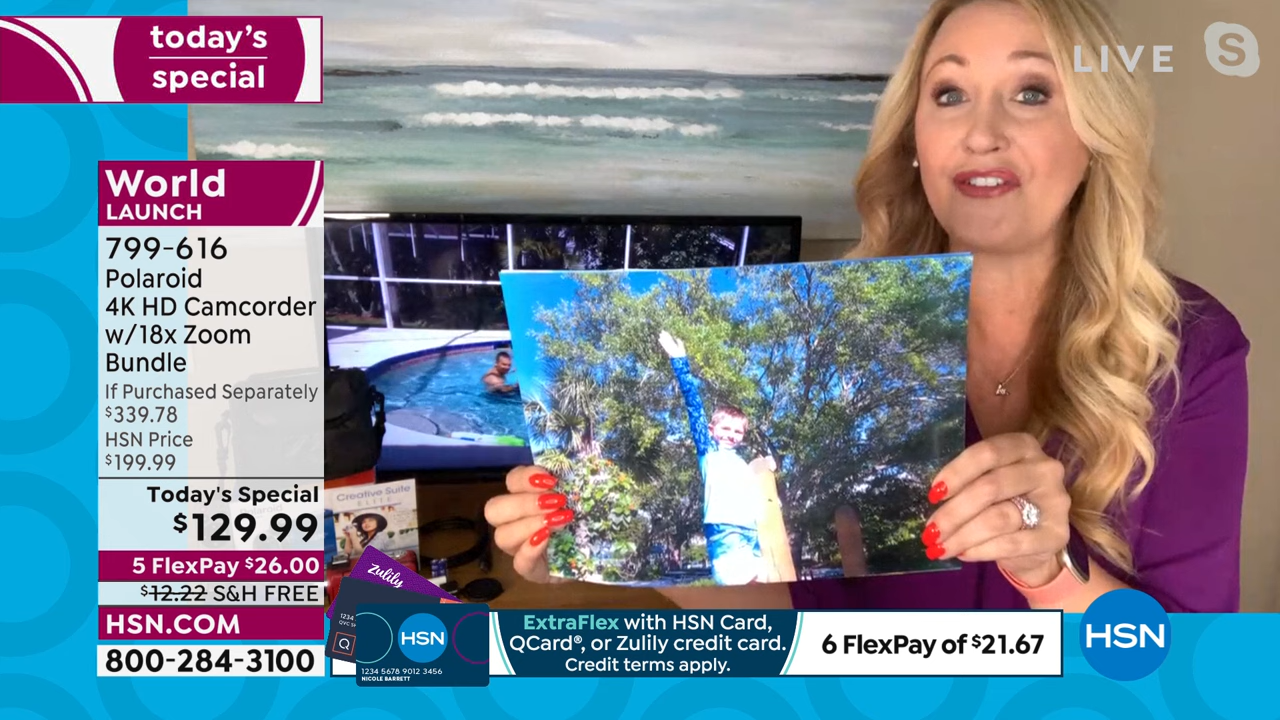 today's
special
LIVE
S
World
LAUNCH
799-616
Polaroid
4K HD Camcorder
w/18x Zoom
Bundle
If Purchased Separately
$339.78
HSN Price
$199.99
Today's Special
$129.99
5 FlexPay $26.00
$12.22 S&H FREE
HSN.COM
800-284-3100
Creative Suite
ELITE
Zulily
1234
Q
HSN
1234 5678 9012 3456
NICOLE BARRETT
ExtraFlex with HSN Card,
QCard®, or Zulily credit card.
Credit terms apply.
6 FlexPay of $21.67
HSN